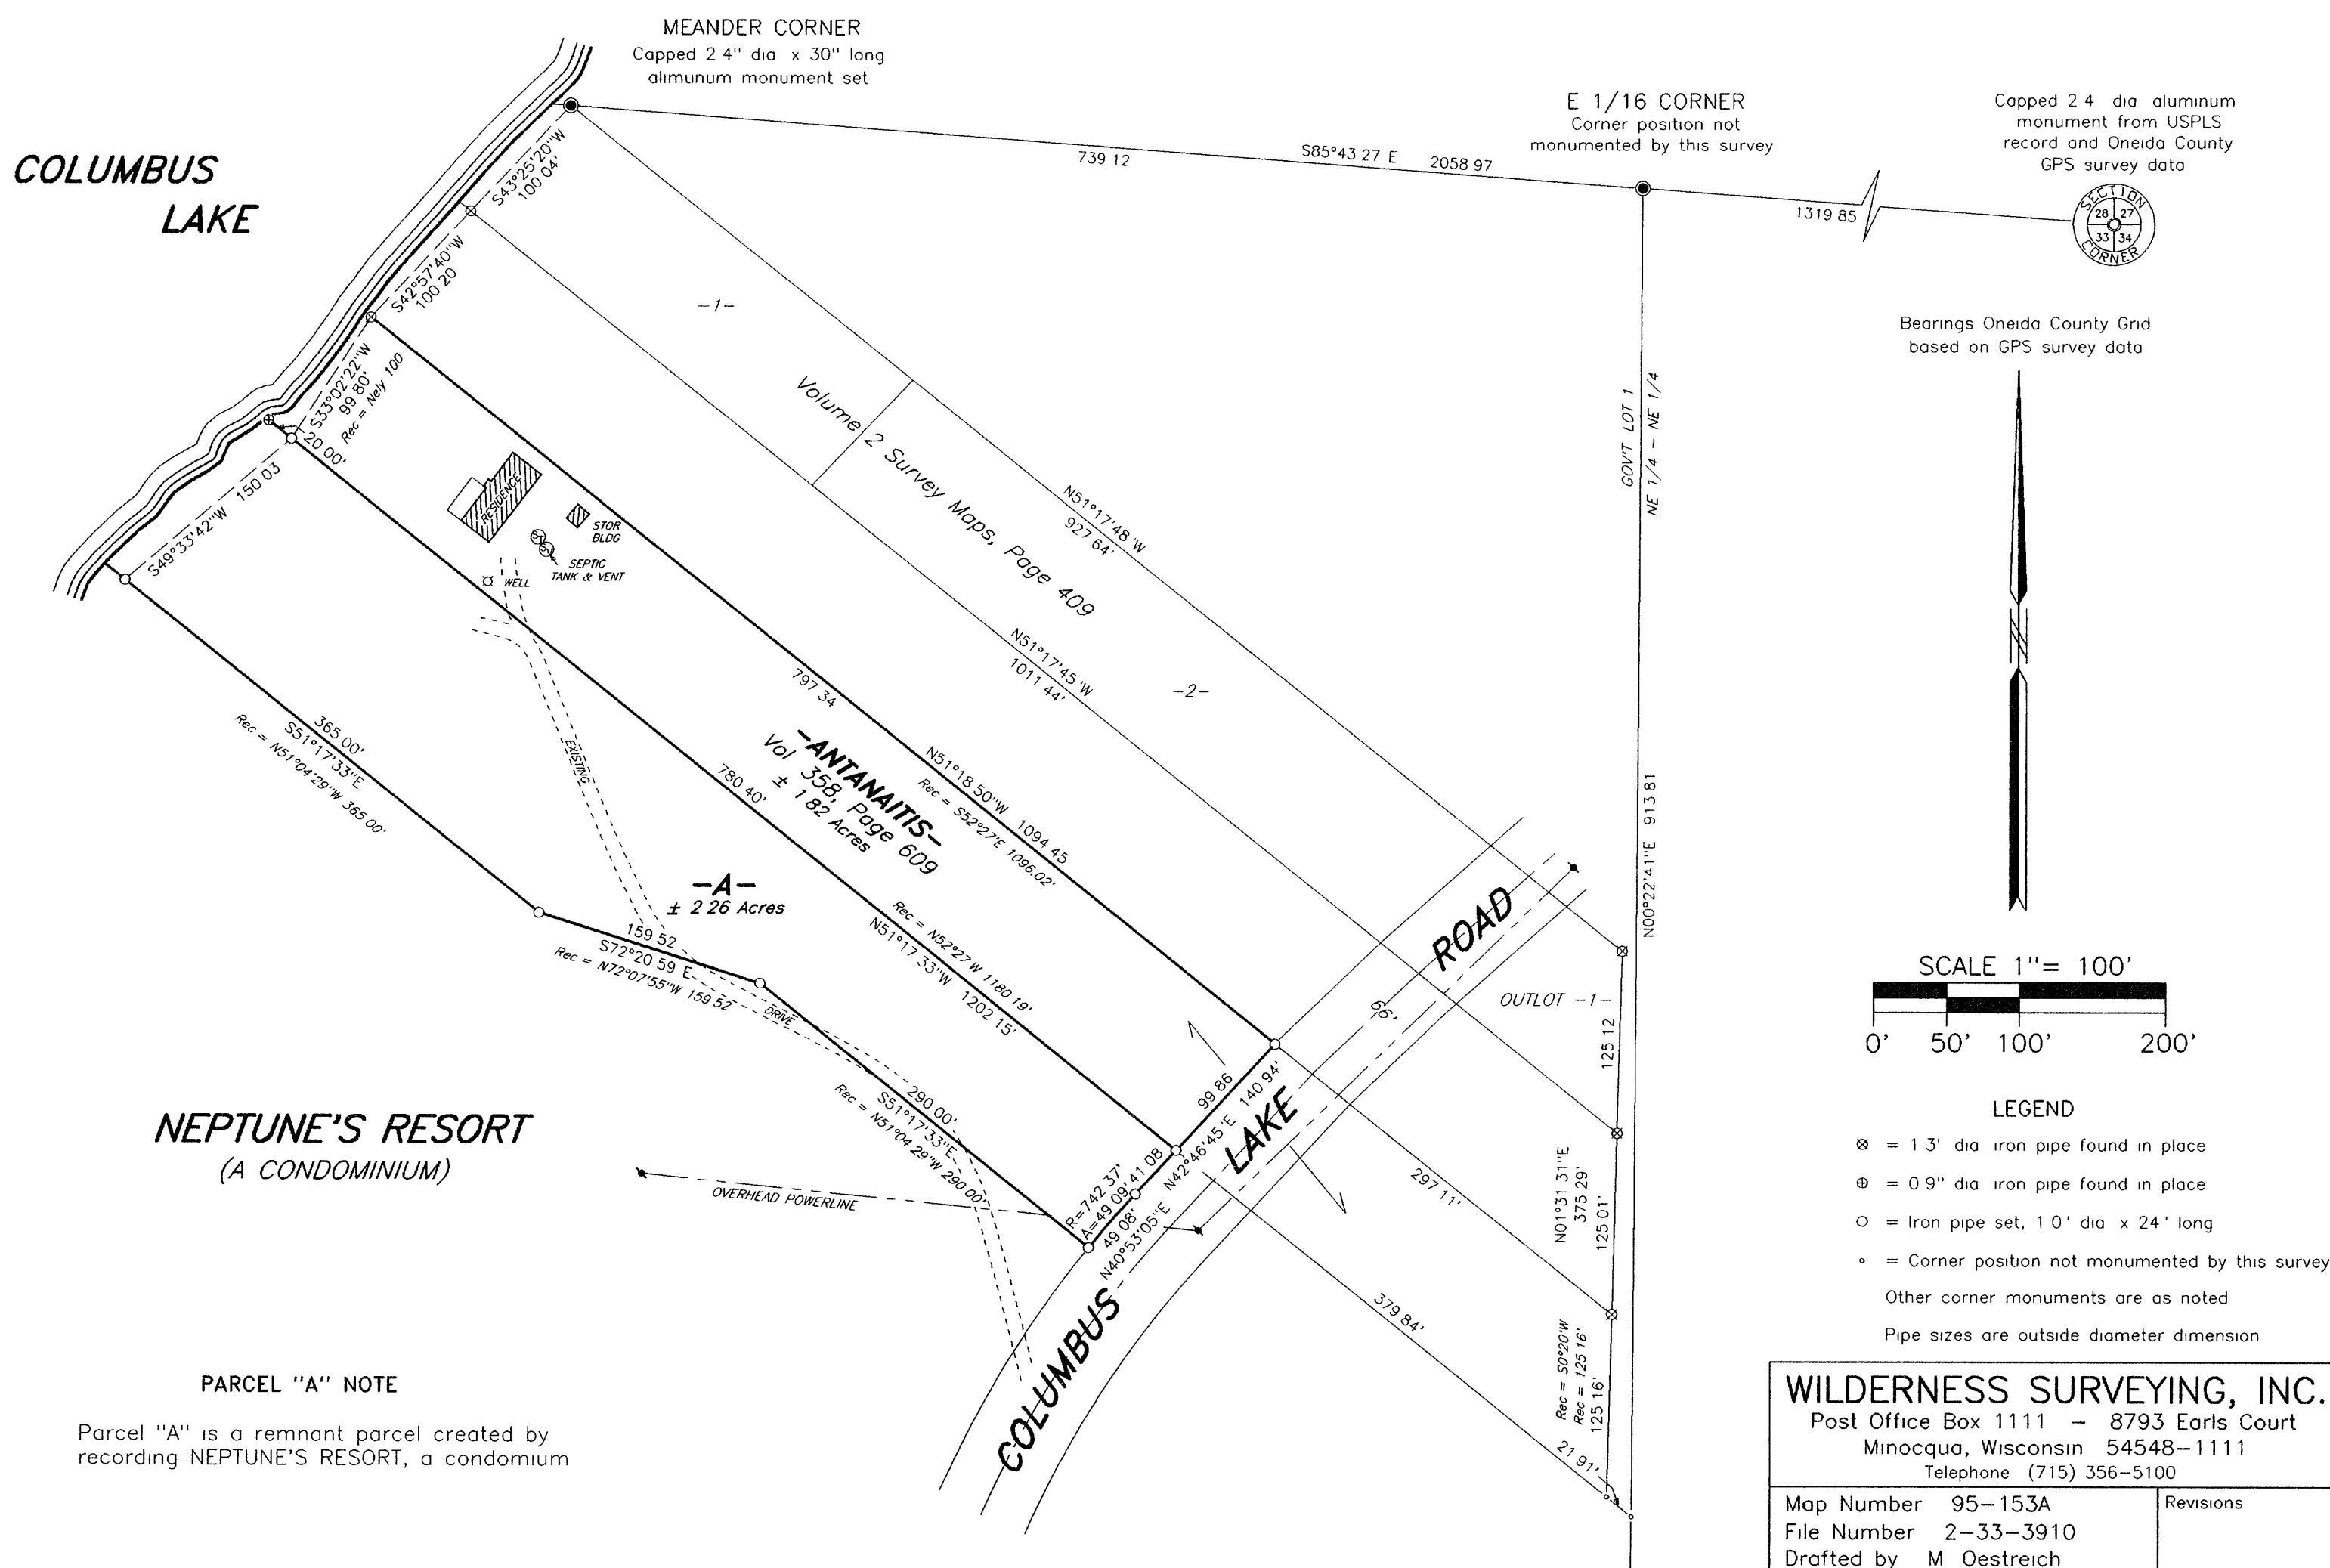 MEANDER CORNER
Capped 2 4" dia x 30" long
alimunum monument set
E 1/16 CORNER
Corner position not
monumented by this survey
Capped 2 4 dia aluminum
monument from USPLS
record and Oneida County
GPS survey data
COLUMBUS
LAKE
739 12
S85°43 27 E
2058 97
1319 85
SECTION
28 27
33 34
CORNER
S43°25'20"W
100 04'
S42°57'40"W
100 20
S33°02'22"W
99 80'
Rec = Nely 100
20 00'
S49°33'42"W 150 03
-1-
Volume 2 Survey Maps, Page 409
-2-
N51°17'48 'W
927 64'
N51°17'45 'W
1011 44'
GOV'T LOT 1
NE 1/4 - NE 1/4
Bearings Oneida County Grid
based on GPS survey data
N
RESIDENCE
STOR
BLDG
SEPTIC
TANK & VENT
WELL
EXISTING
DRIVE
797 34
-ANTANAITIS-
Vol 358, Page 609
± 1 82 Acres
N51°18 50"W 1094 45
Rec = S52°27'E 1096.02'
780 40'
Rec = N52°27 W 1180 19'
N51°17 33"W 1202 15'
365 00'
S51°17'33"E
Rec = N51°04'29"W 365 00'
-A-
± 2 26 Acres
159 52
S72°20 59 E
Rec = N72°07'55"W 159 52
290 00'
S51°17'33"E
Rec = N51°04 29"W 290 00'
OVERHEAD POWERLINE
R=742 37'
A=49 09' 41 08
49 08'
N40°53'05"E
99 86
N42°46'45'E 140 94'
COLUMBUS LAKE ROAD
66'
OUTLOT -1-
N00°22'41"E 913 81
125 12
N01°31 31"E
375 29'
125 01'
297 11'
379 84'
Rec = S0°20'W
Rec = 125 16'
125 16'
21 91'
NEPTUNE'S RESORT
(A CONDOMINIUM)
PARCEL "A" NOTE
Parcel "A" is a remnant parcel created by
recording NEPTUNE'S RESORT, a condomium
SCALE 1"= 100'
0' 50' 100' 200'
LEGEND
= 1 3' dia iron pipe found in place
= 0 9" dia iron pipe found in place
= Iron pipe set, 1 0' dia x 24' long
= Corner position not monumented by this survey
Other corner monuments are as noted
Pipe sizes are outside diameter dimension
WILDERNESS SURVEYING, INC.
Post Office Box 1111 - 8793 Earls Court
Minocqua, Wisconsin 54548-1111
Telephone (715) 356-5100
Map Number 95-153A
File Number 2-33-3910
Drafted by M Oestreich
Revisions